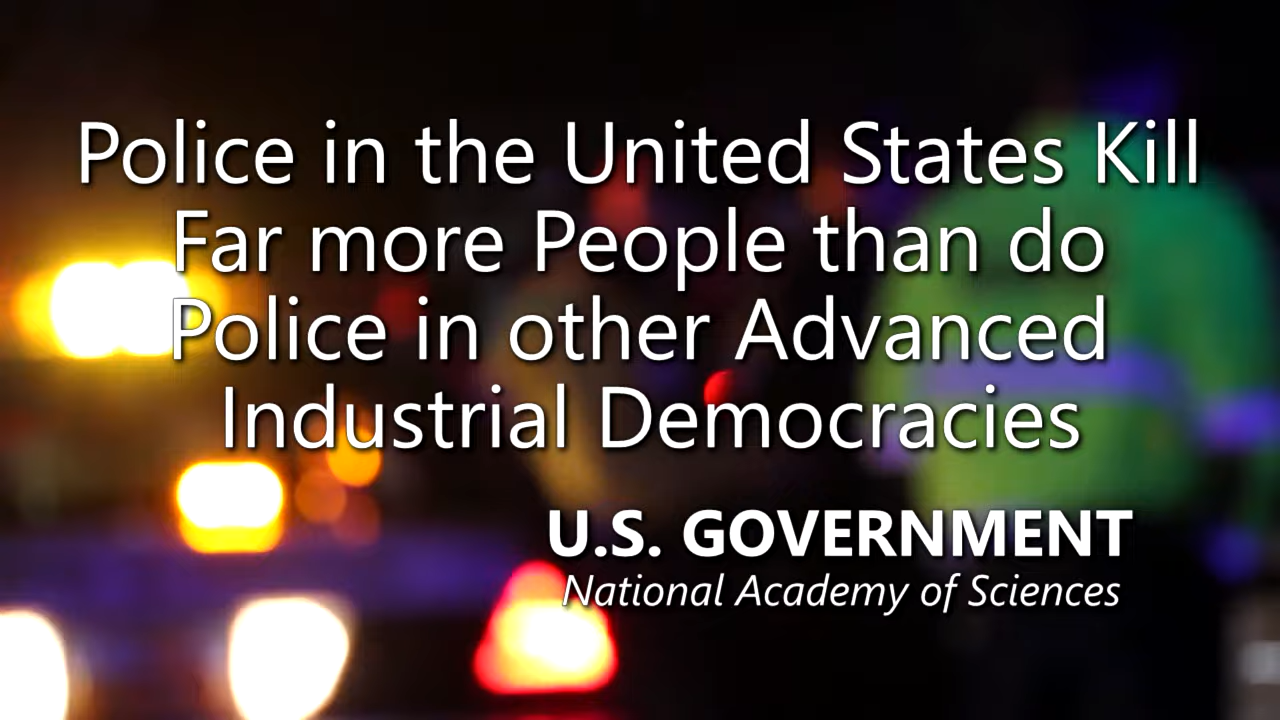 Police in the United States Kill
Far more People than do
Police in other Advanced
Industrial Democracies
U.S. GOVERNMENT
National Academy of Sciences